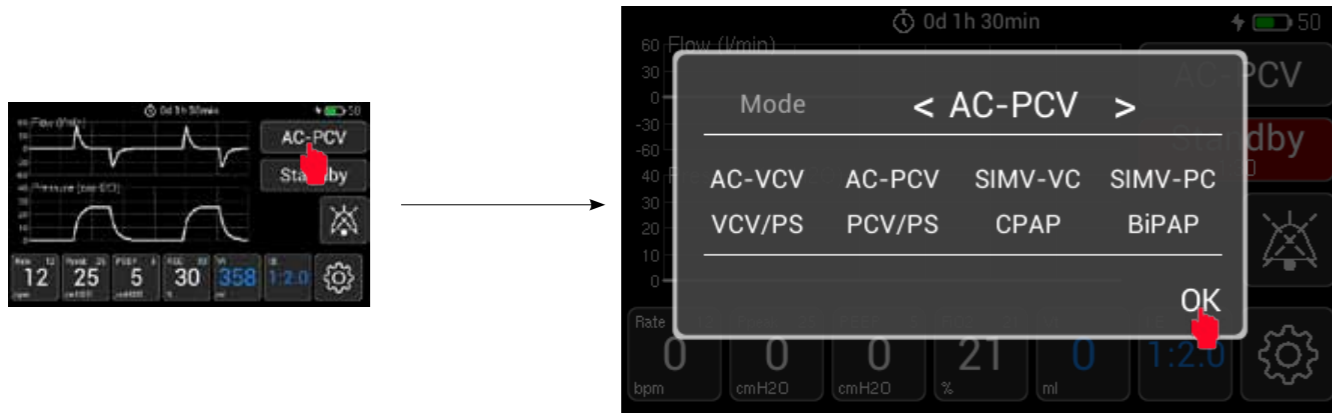 0d 1h 30min 50
Flow (l/min)
AC-PCV
Standby
12 25 5 30 358 1:2.0
0d 1h 30min 50
60 Flow (l/min)
30
0
-30
-60
40
30
20
10
0
AC-PCV
Standby
Mode < AC-PCV >
AC-VCV AC-PCV SIMV-VC SIMV-PC
VCV/PS PCV/PS CPAP BiPAP
OK
Rate
0 0 0 21 0 1:2.0
bpm cmH2O cmH2O % ml